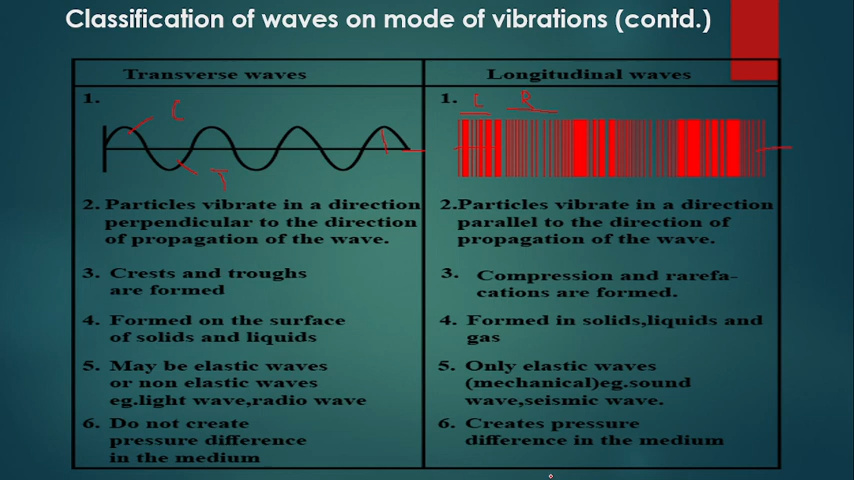 Classification of waves on mode of vibrations (contd.)
Transverse waves
1.
C
T
2. Particles vibrate in a direction
perpendicular to the direction
of propagation of the wave.
3. Crests and troughs
are formed
4. Formed on the surface
of solids and liquids
5. May be elastic waves
or non elastic waves
eg.light wave,radio wave
6. Do not create
pressure difference
in the medium
Longitudinal waves
1.
R
2.Particles vibrate in a direction
parallel to the direction of
propagation of the wave.
3. Compression and rarefa-
cations are formed.
4. Formed in solids,liquids and
gas
5. Only elastic waves
(mechanical)eg.sound
wave,seismic wave.
6. Creates pressure
difference in the medium